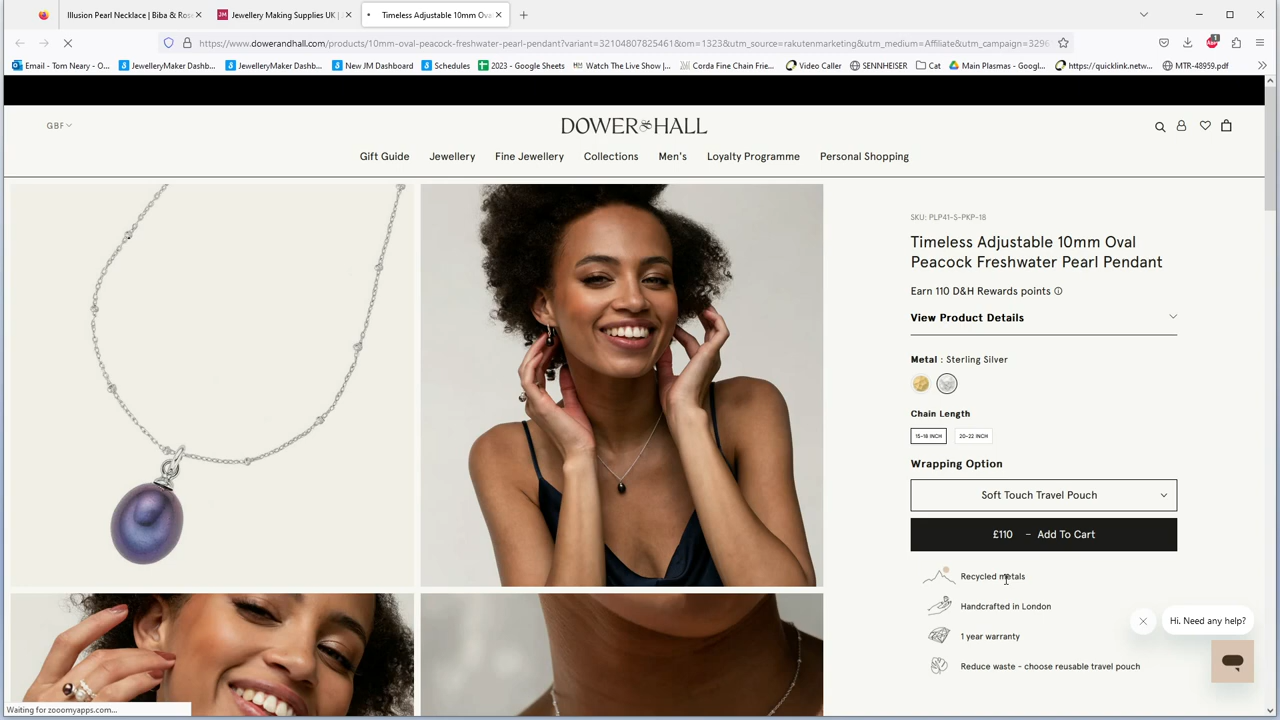 Illusion Pearl Necklace | Biba & Ros
Jewellery Making Supplies UK |
Timeless Adjustable 10mm Ova
https://www.dowerandhall.com/products/10mm-oval-peacock-freshwater-pearl-pendant?variant=32104807825461&om=1323&utm_source=rakutenmarketing&utm_medium=Affiliate&utm_campaign=3296
1
Email - Tom Neary - O...
JewelleryMaker Dashb...
JewelleryMaker Dashb...
New JM Dashboard
Schedules
2023 - Google Sheets
Watch The Live Show |...
Corda Fine Chain Frie...
Video Caller
SENNHEISER
Cat
Main Plasmas - Googl...
https://quicklink.netw...
MTR-48959.pdf
GBP
DOWER & HALL
Gift Guide
Jewellery
Fine Jewellery
Collections
Men's
Loyalty Programme
Personal Shopping
SKU: PLP41-S-PKP-18
Timeless Adjustable 10mm Oval
Peacock Freshwater Pearl Pendant
Earn 110 D&H Rewards points
View Product Details
Metal : Sterling Silver
Chain Length
15-18 INCH
20-22 INCH
Wrapping Option
Soft Touch Travel Pouch
£110 - Add To Cart
Recycled metals
Handcrafted in London
1 year warranty
Reduce waste - choose reusable travel pouch
Hi. Need any help?
Waiting for zooomyapps.com...